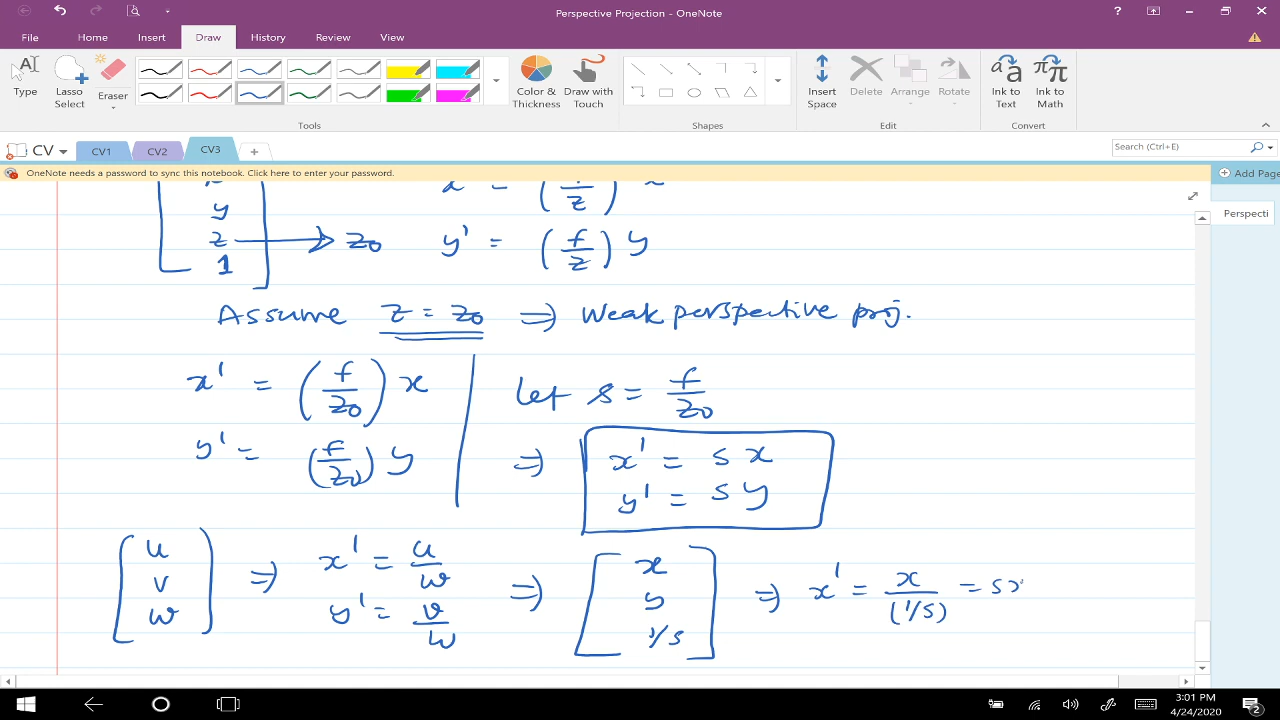 Perspective Projection - OneNote
File Home Insert Draw History Review View
Type Lasso Select Eraser Color & Thickness Draw with Touch Insert Space Delete Arrange Rotate Ink to Text Ink to Math
Tools Shapes Edit Convert
CV CV1 CV2 CV3 Search (Ctrl+E)
OneNote needs a password to sync this notebook. Click here to enter your password. Add Page
Perspecti
y
z → z0 y' = (f/z) y
1
Assume z = z0 ⇒ Weak perspective proj.
x' = (f/z0) x let s = f/z0
y' = (f/z0) y ⇒ x' = s x
y' = s y
[u v w] ⇒ x' = u/w ⇒ [x y 1/s] ⇒ x' = x/(1/s) = sx
y' = v/w
3:01 PM
4/24/2020
2